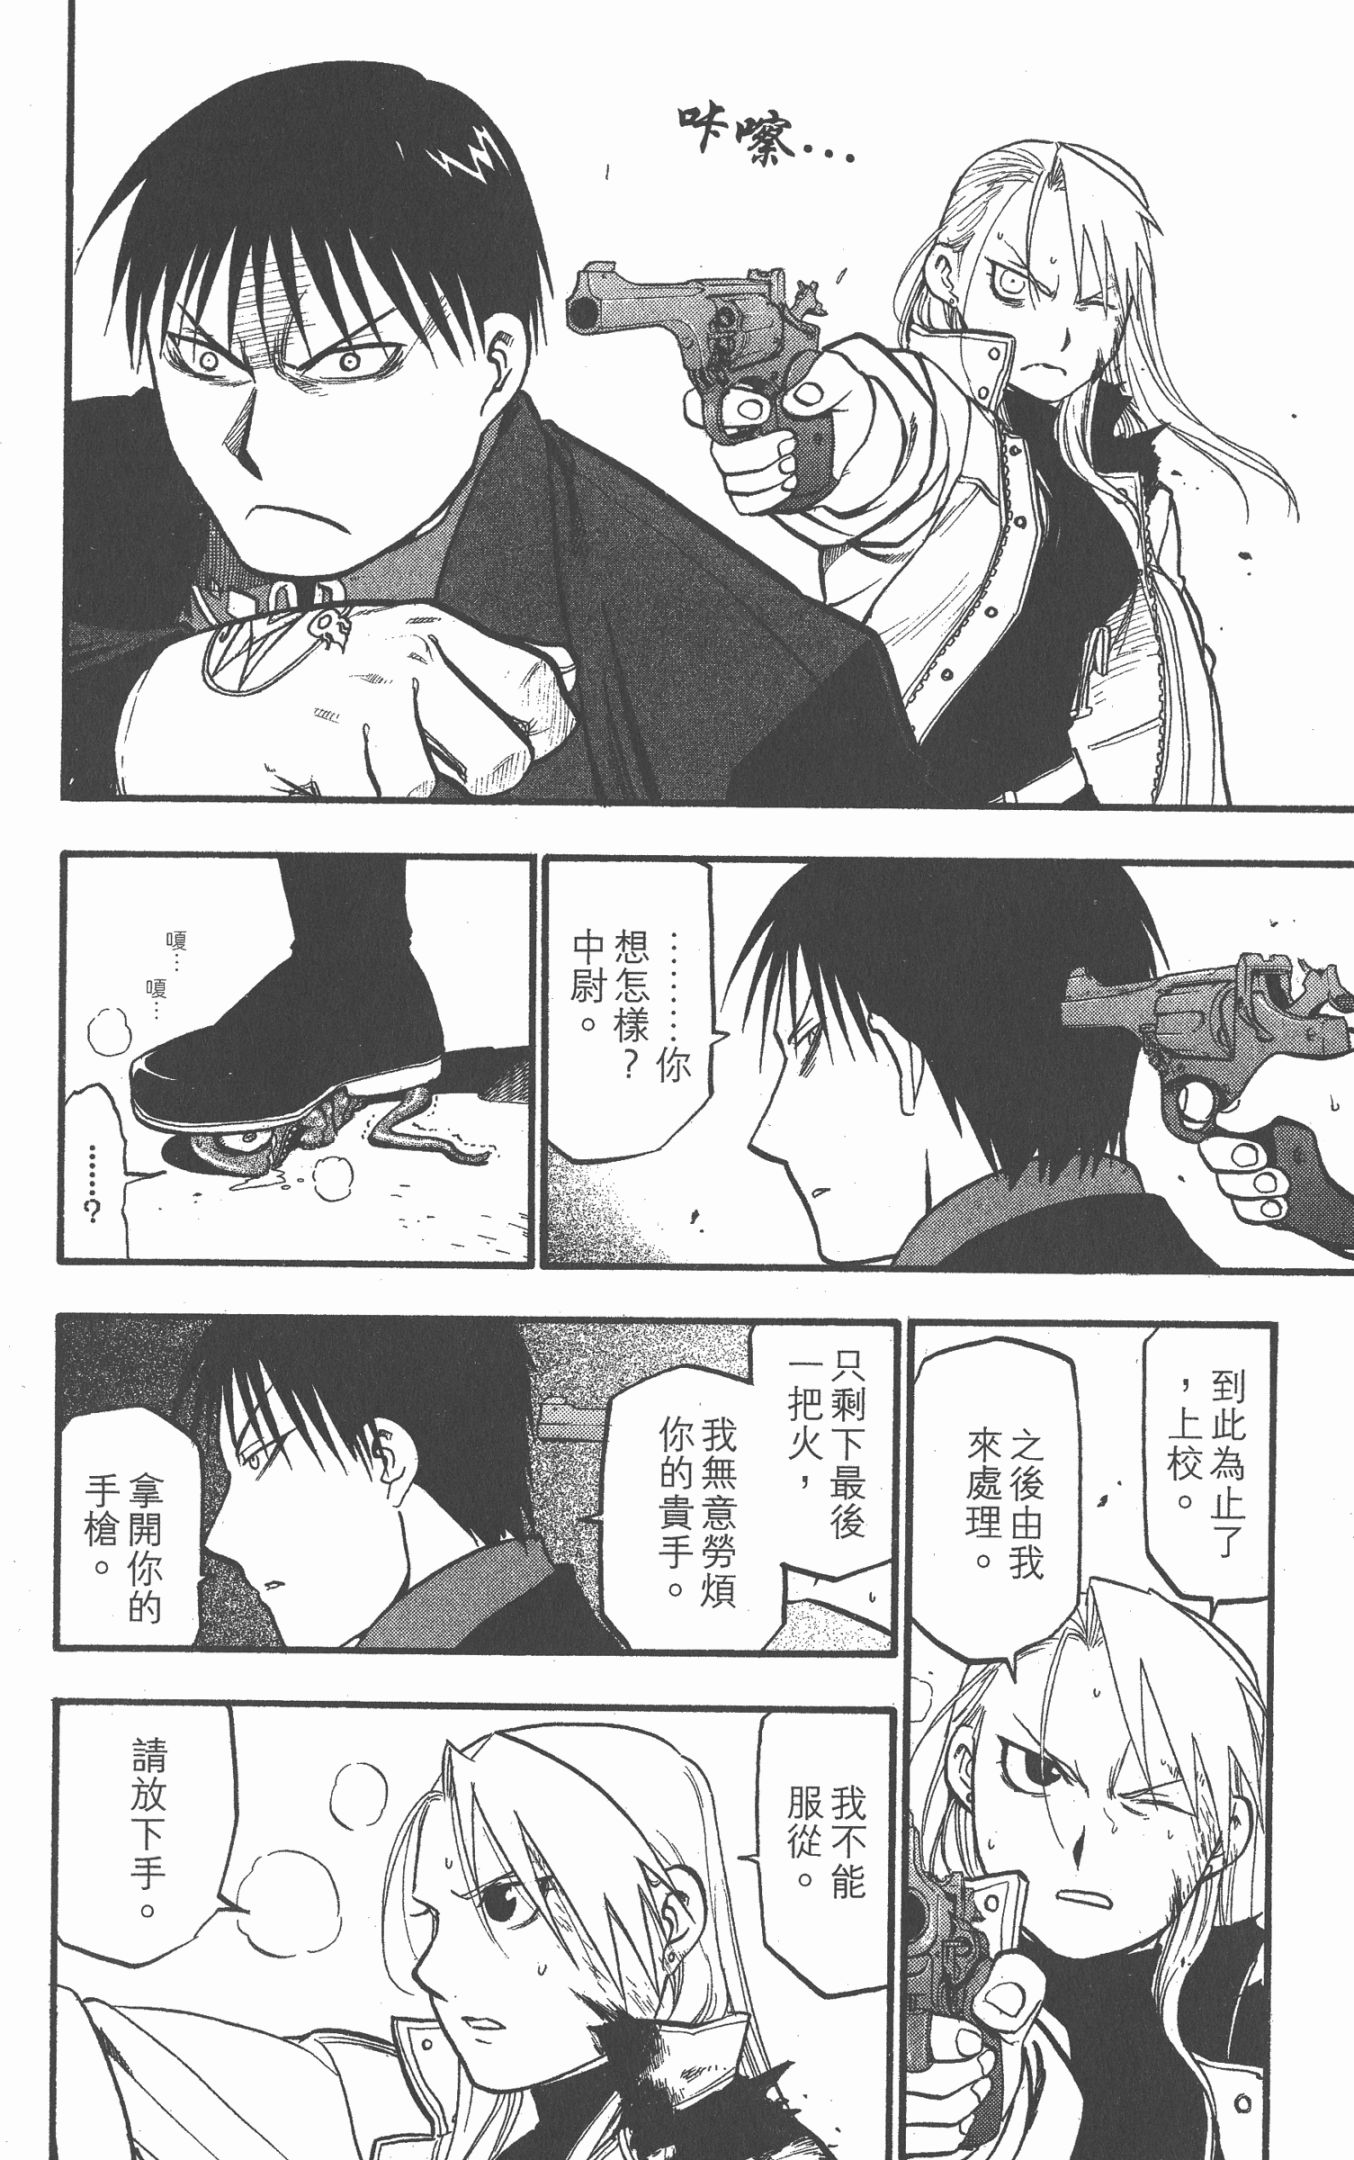 咔嚓…
………你
想怎樣？
中尉。
嗄…
嗄…
……？
到此為止了
，上校。
之後由我
來處理。
只剩下最後
一把火，
我無意勞煩
你的貴手。
拿開你的
手槍。
我不能
服從。
請放下手。